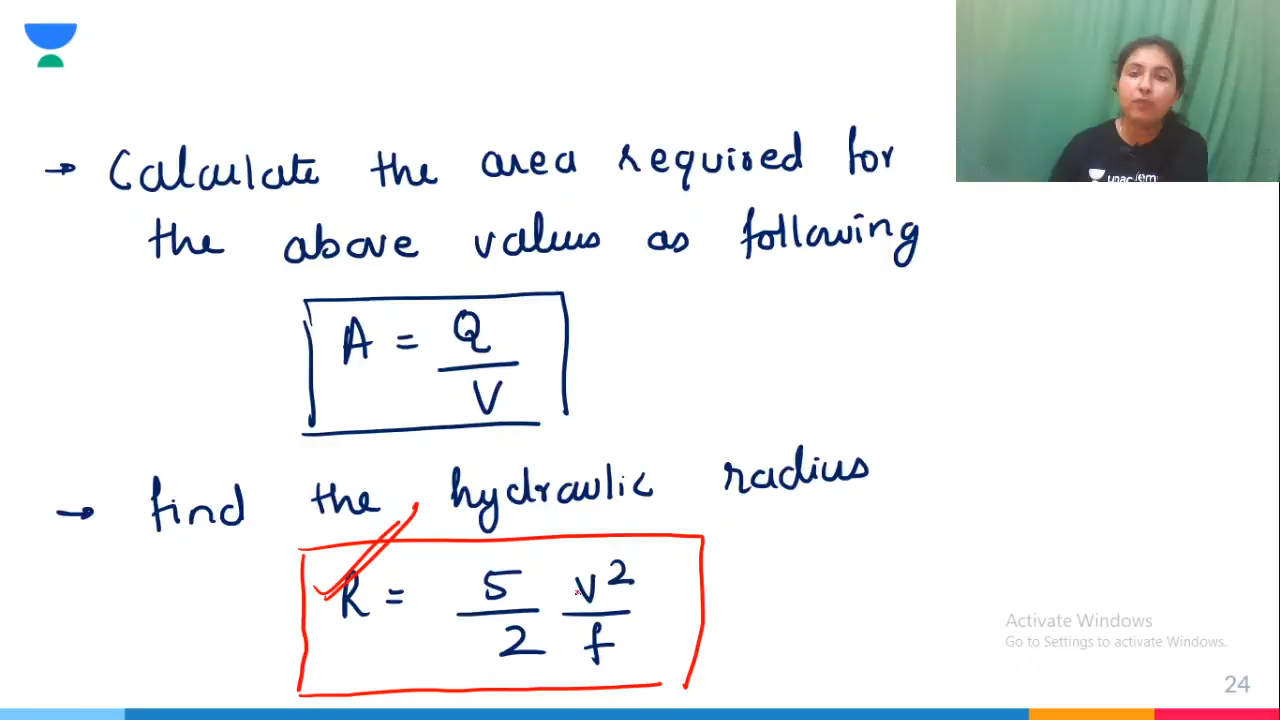 → Calculate the area required for
the above values as following
A = Q / V
→ find the hydraulic radius
R = 5 / 2 v² / f
Activate Windows
Go to Settings to activate Windows.
24